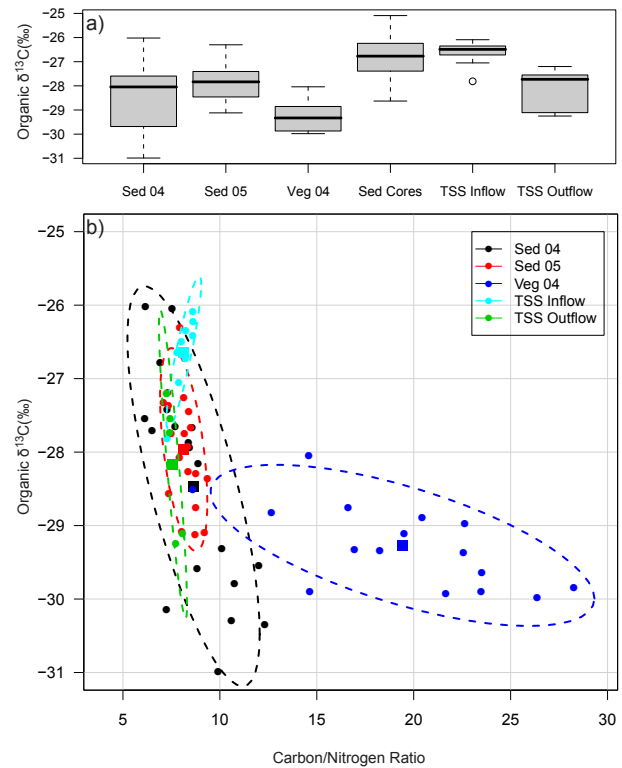 a)
Organic δ¹³C(‰)
−25
−26
−27
−28
−29
−30
−31
Sed 04 Sed 05 Veg 04 Sed Cores TSS Inflow TSS Outflow
b)
Organic δ¹³C(‰)
−25
−26
−27
−28
−29
−30
−31
Sed 04
Sed 05
Veg 04
TSS Inflow
TSS Outflow
5 10 15 20 25 30
Carbon/Nitrogen Ratio